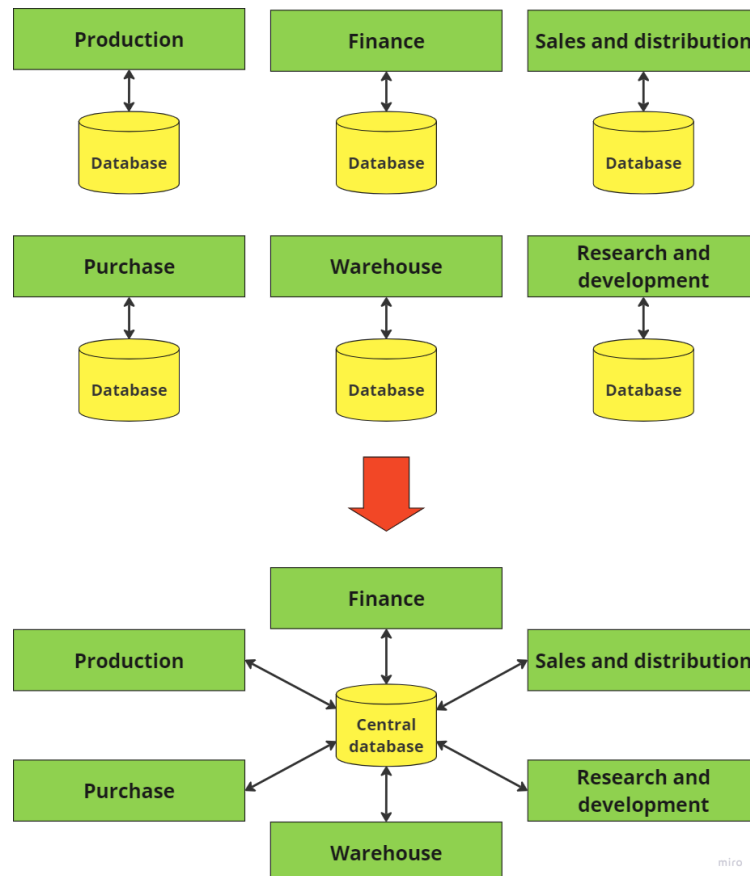 Production
Finance
Sales and distribution
Database
Database
Database
Purchase
Warehouse
Research and
development
Database
Database
Database
Finance
Production
Sales and distribution
Central
database
Purchase
Research and
development
Warehouse
miro